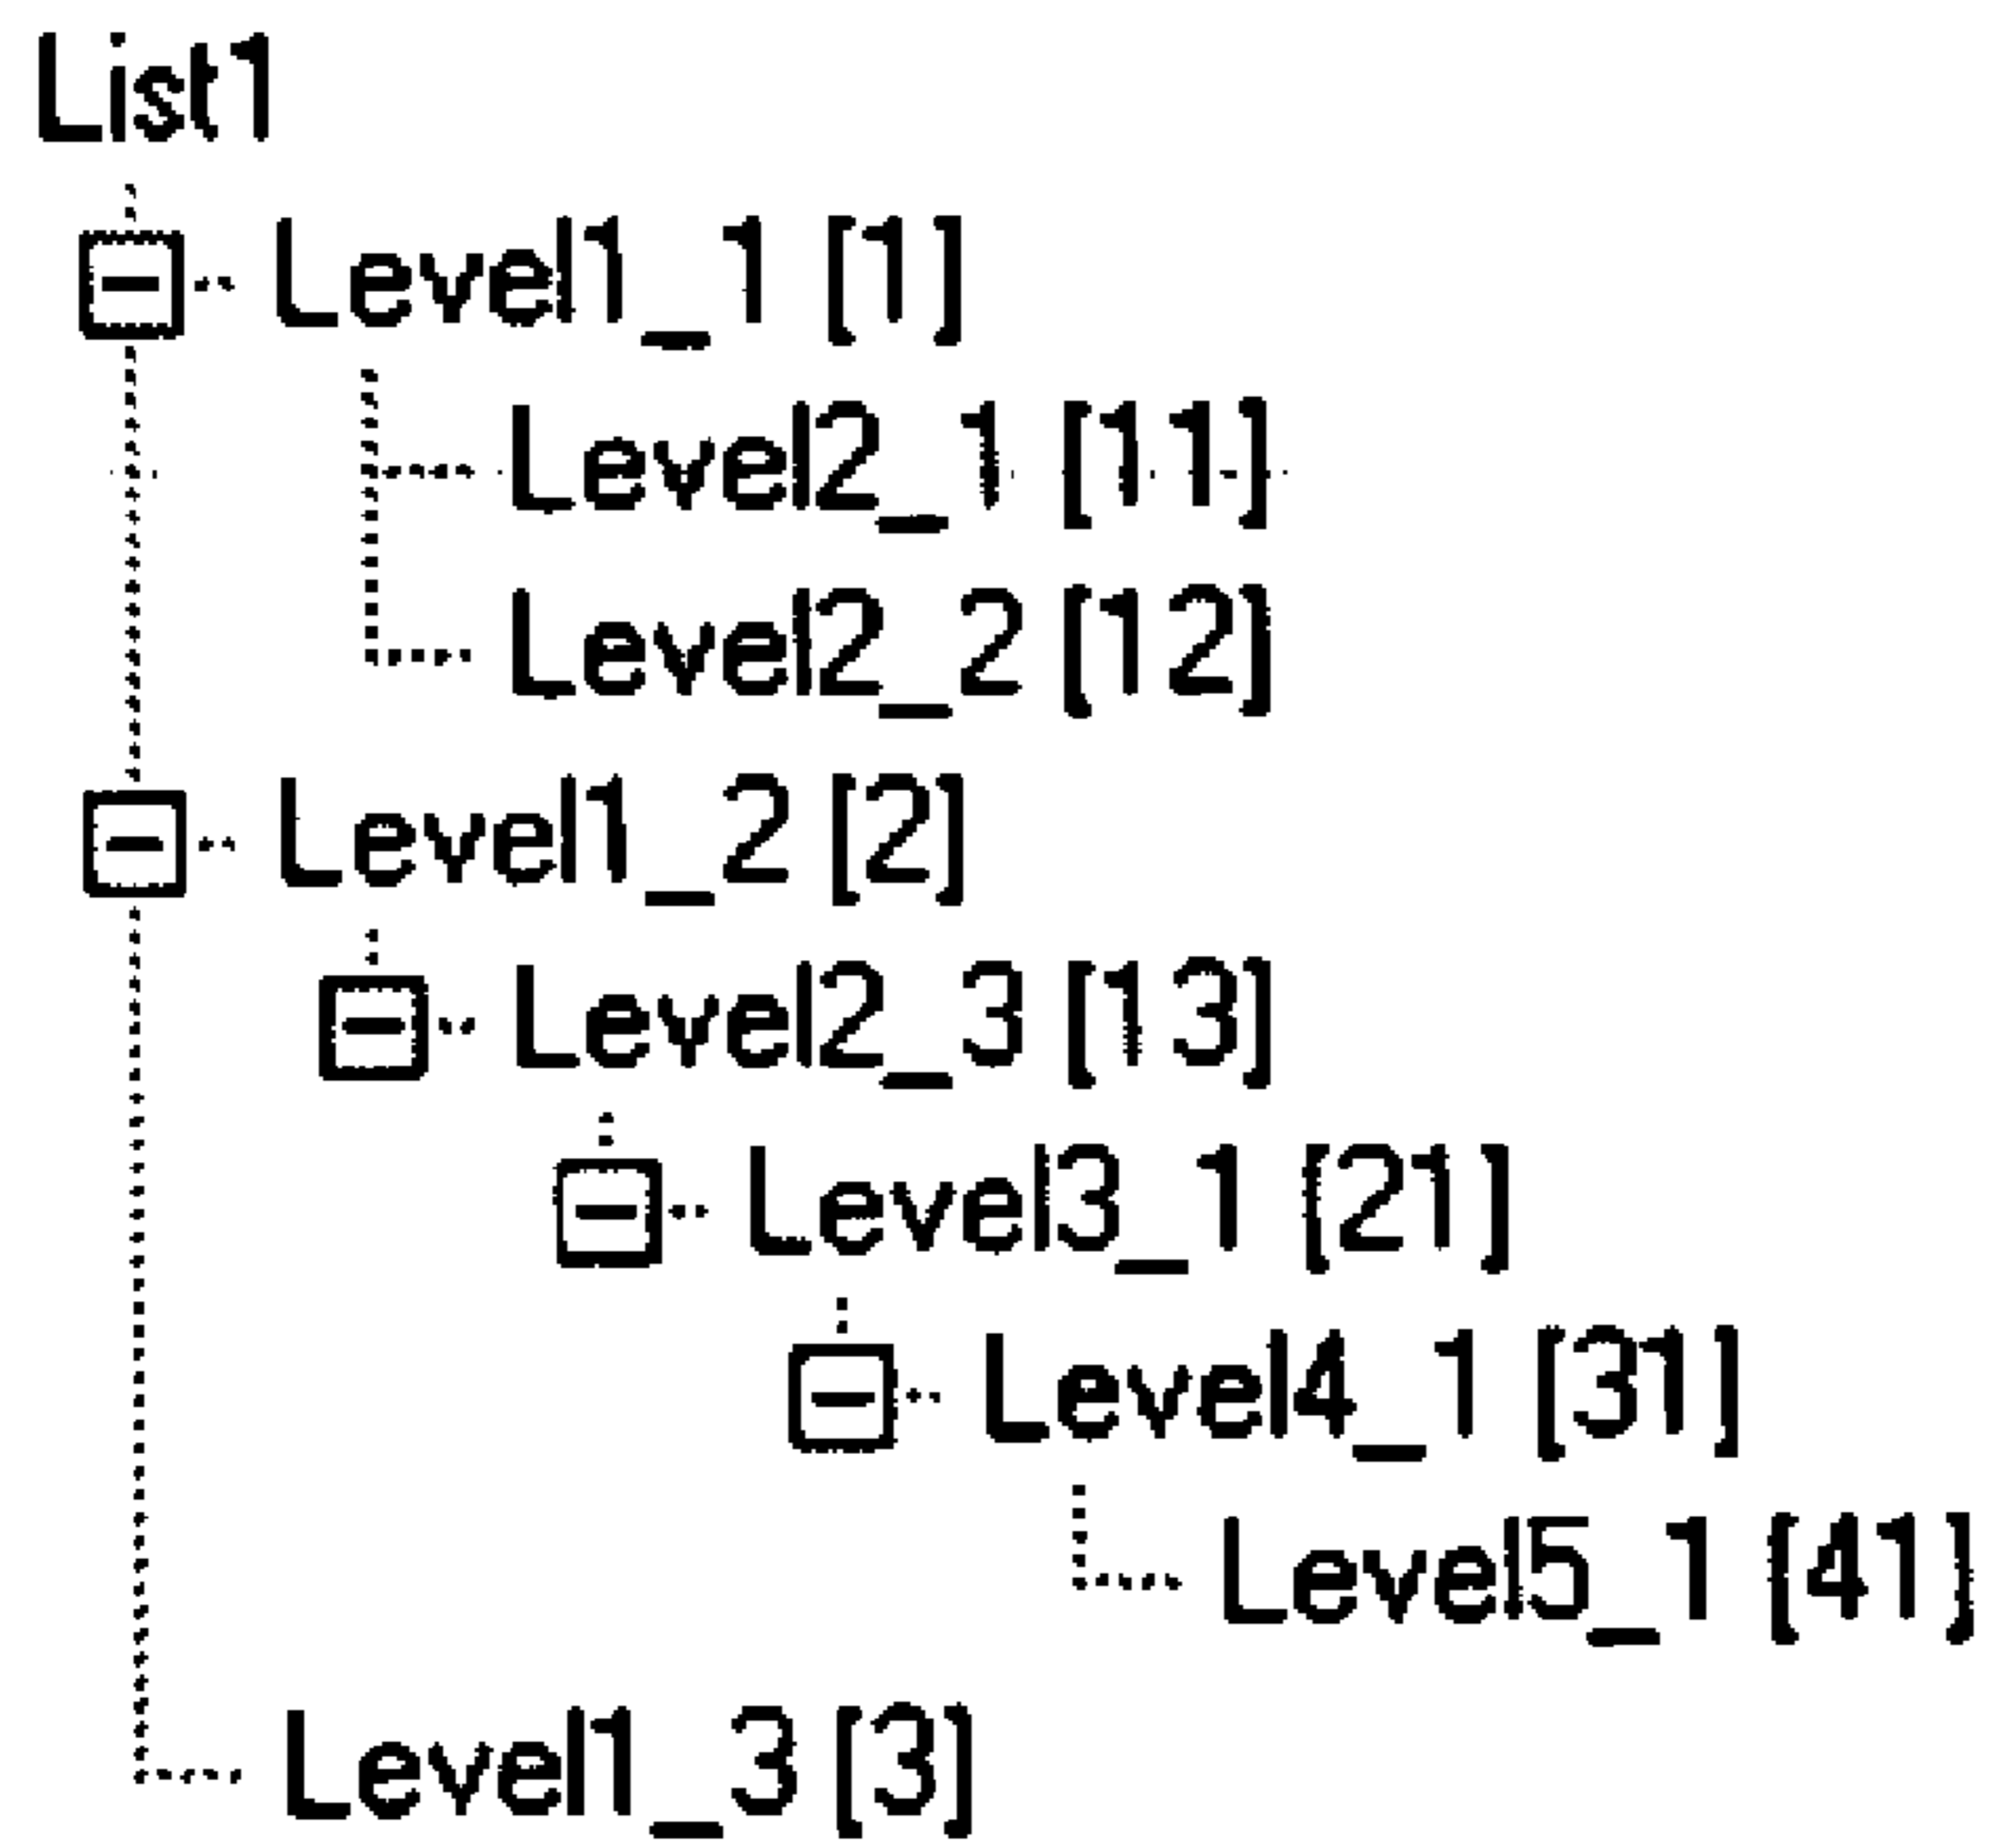 List1
Level1_1 [1]
Level2_1 [11]
Level2_2 [12]
Level1_2 [2]
Level2_3 [13]
Level3_1 [21]
Level4_1 [31]
Level5_1 [41]
Level1_3 [3]